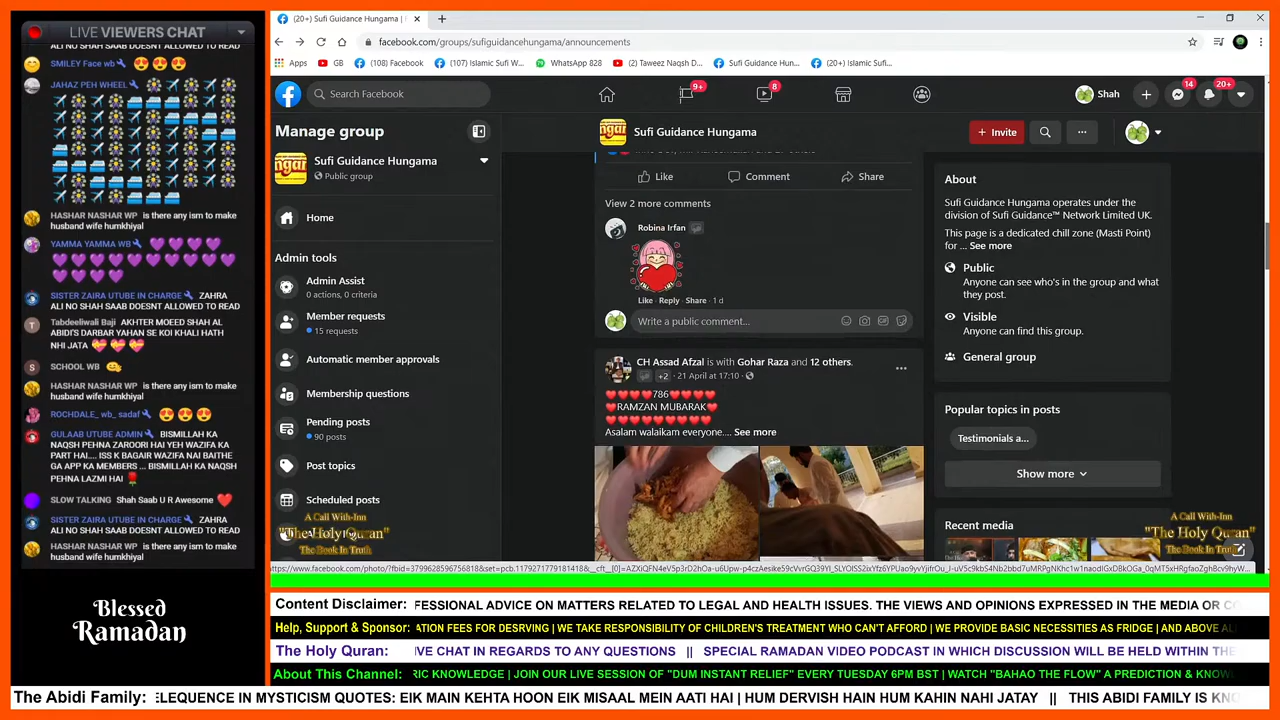 LIVE VIEWERS CHAT
ALI NO SHAH SAAB DOESNT ALLOWED TO READ
SMILEY Face wb
JAHAZ PEH WHEEL
HASHAR NASHAR WP is there any ism to make
husband wife humkhiyal
YAMMA YAMMA WB
SISTER ZAIRA UTUBE IN CHARGE ZAHRA
ALI NO SHAH SAAB DOESNT ALLOWED TO READ
Tabdeeliwali Baji AKHTER MOEED SHAH AL
ABIDI'S DARBAR YAHAN SE KOI KHALI HATH
NHI JATA
SCHOOL WB
HASHAR NASHAR WP is there any ism to make
husband wife humkhiyal
ROCHDALE_ wb_ sadaf
GULAAB UTUBE ADMIN BISMILLAH KA
NAQSH PEHNA ZAROORI HAI YEH WAZIFA KA
PART HAI.... ISS K BAGAIR WAZIFA NAI BAITHE
GA APP KA MEMBERS ... BISMILLAH KA NAQSH
PEHNA LAZMI HAI
SLOW TALKING Shah Saab U R Awesome
SISTER ZAIRA UTUBE IN CHARGE ZAHRA
ALI NO SHAH SAAB DOESNT ALLOWED TO READ
HASHAR NASHAR WP is there any ism to make
husband wife humkhiyal
Blessed
Ramadan
(20+) Sufi Guidance Hungama |
facebook.com/groups/sufiguidancehungama/announcements
Apps GB (108) Facebook (107) Islamic Sufi W... WhatsApp 828 (2) Taweez Naqsh D... Sufi Guidance Hun... (20+) Islamic Sufi...
Search Facebook 9+ 8 Shah 14 20+
Manage group
Sufi Guidance Hungama
Public group
Home
Admin tools
Admin Assist
0 actions, 0 criteria
Member requests
15 requests
Automatic member approvals
Membership questions
Pending posts
90 posts
Post topics
Scheduled posts
A Call With-Inn
"The Holy Quran"
The Book In Truth
Sufi Guidance Hungama
Invite
Like Comment Share
View 2 more comments
Robina Irfan
Like · Reply · Share · 1 d
Write a public comment...
CH Assad Afzal is with Gohar Raza and 12 others.
+2 · 21 April at 17:10 ·
786
RAMZAN MUBARAK
Asalam walaikam everyone.... See more
About
Sufi Guidance Hungama operates under the
division of Sufi Guidance™ Network Limited UK.
This page is a dedicated chill zone (Masti Point)
for ... See more
Public
Anyone can see who's in the group and what
they post.
Visible
Anyone can find this group.
General group
Popular topics in posts
Testimonials a...
Show more
Recent media
A Call With-Inn
"The Holy Quran"
The Book In Truth
Content Disclaimer: FESSIONAL ADVICE ON MATTERS RELATED TO LEGAL AND HEALTH ISSUES. THE VIEWS AND OPINIONS EXPRESSED IN THE MEDIA OR
Help, Support & Sponsor: ATION FEES FOR DESRVING | WE TAKE RESPONSIBILITY OF CHILDREN'S TREATMENT WHO CAN'T AFFORD | WE PROVIDE BASIC NECESSITIES AS FRIDGE | AND ABOVE
The Holy Quran: IVE CHAT IN REGARDS TO ANY QUESTIONS || SPECIAL RAMADAN VIDEO PODCAST IN WHICH DISCUSSION WILL BE HELD WITHIN THE
About This Channel: RIC KNOWLEDGE | JOIN OUR LIVE SESSION OF "DUM INSTANT RELIEF" EVERY TUESDAY 6PM BST | WATCH "BAHAO THE FLOW" A PREDICTION &
The Abidi Family: ELEQUENCE IN MYSTICISM QUOTES: EIK MAIN KEHTA HOON EIK MISAAL MEIN AATI HAI | HUM DERVISH HAIN HUM KAHIN NAHI JATAY || THIS ABIDI FAMILY IS